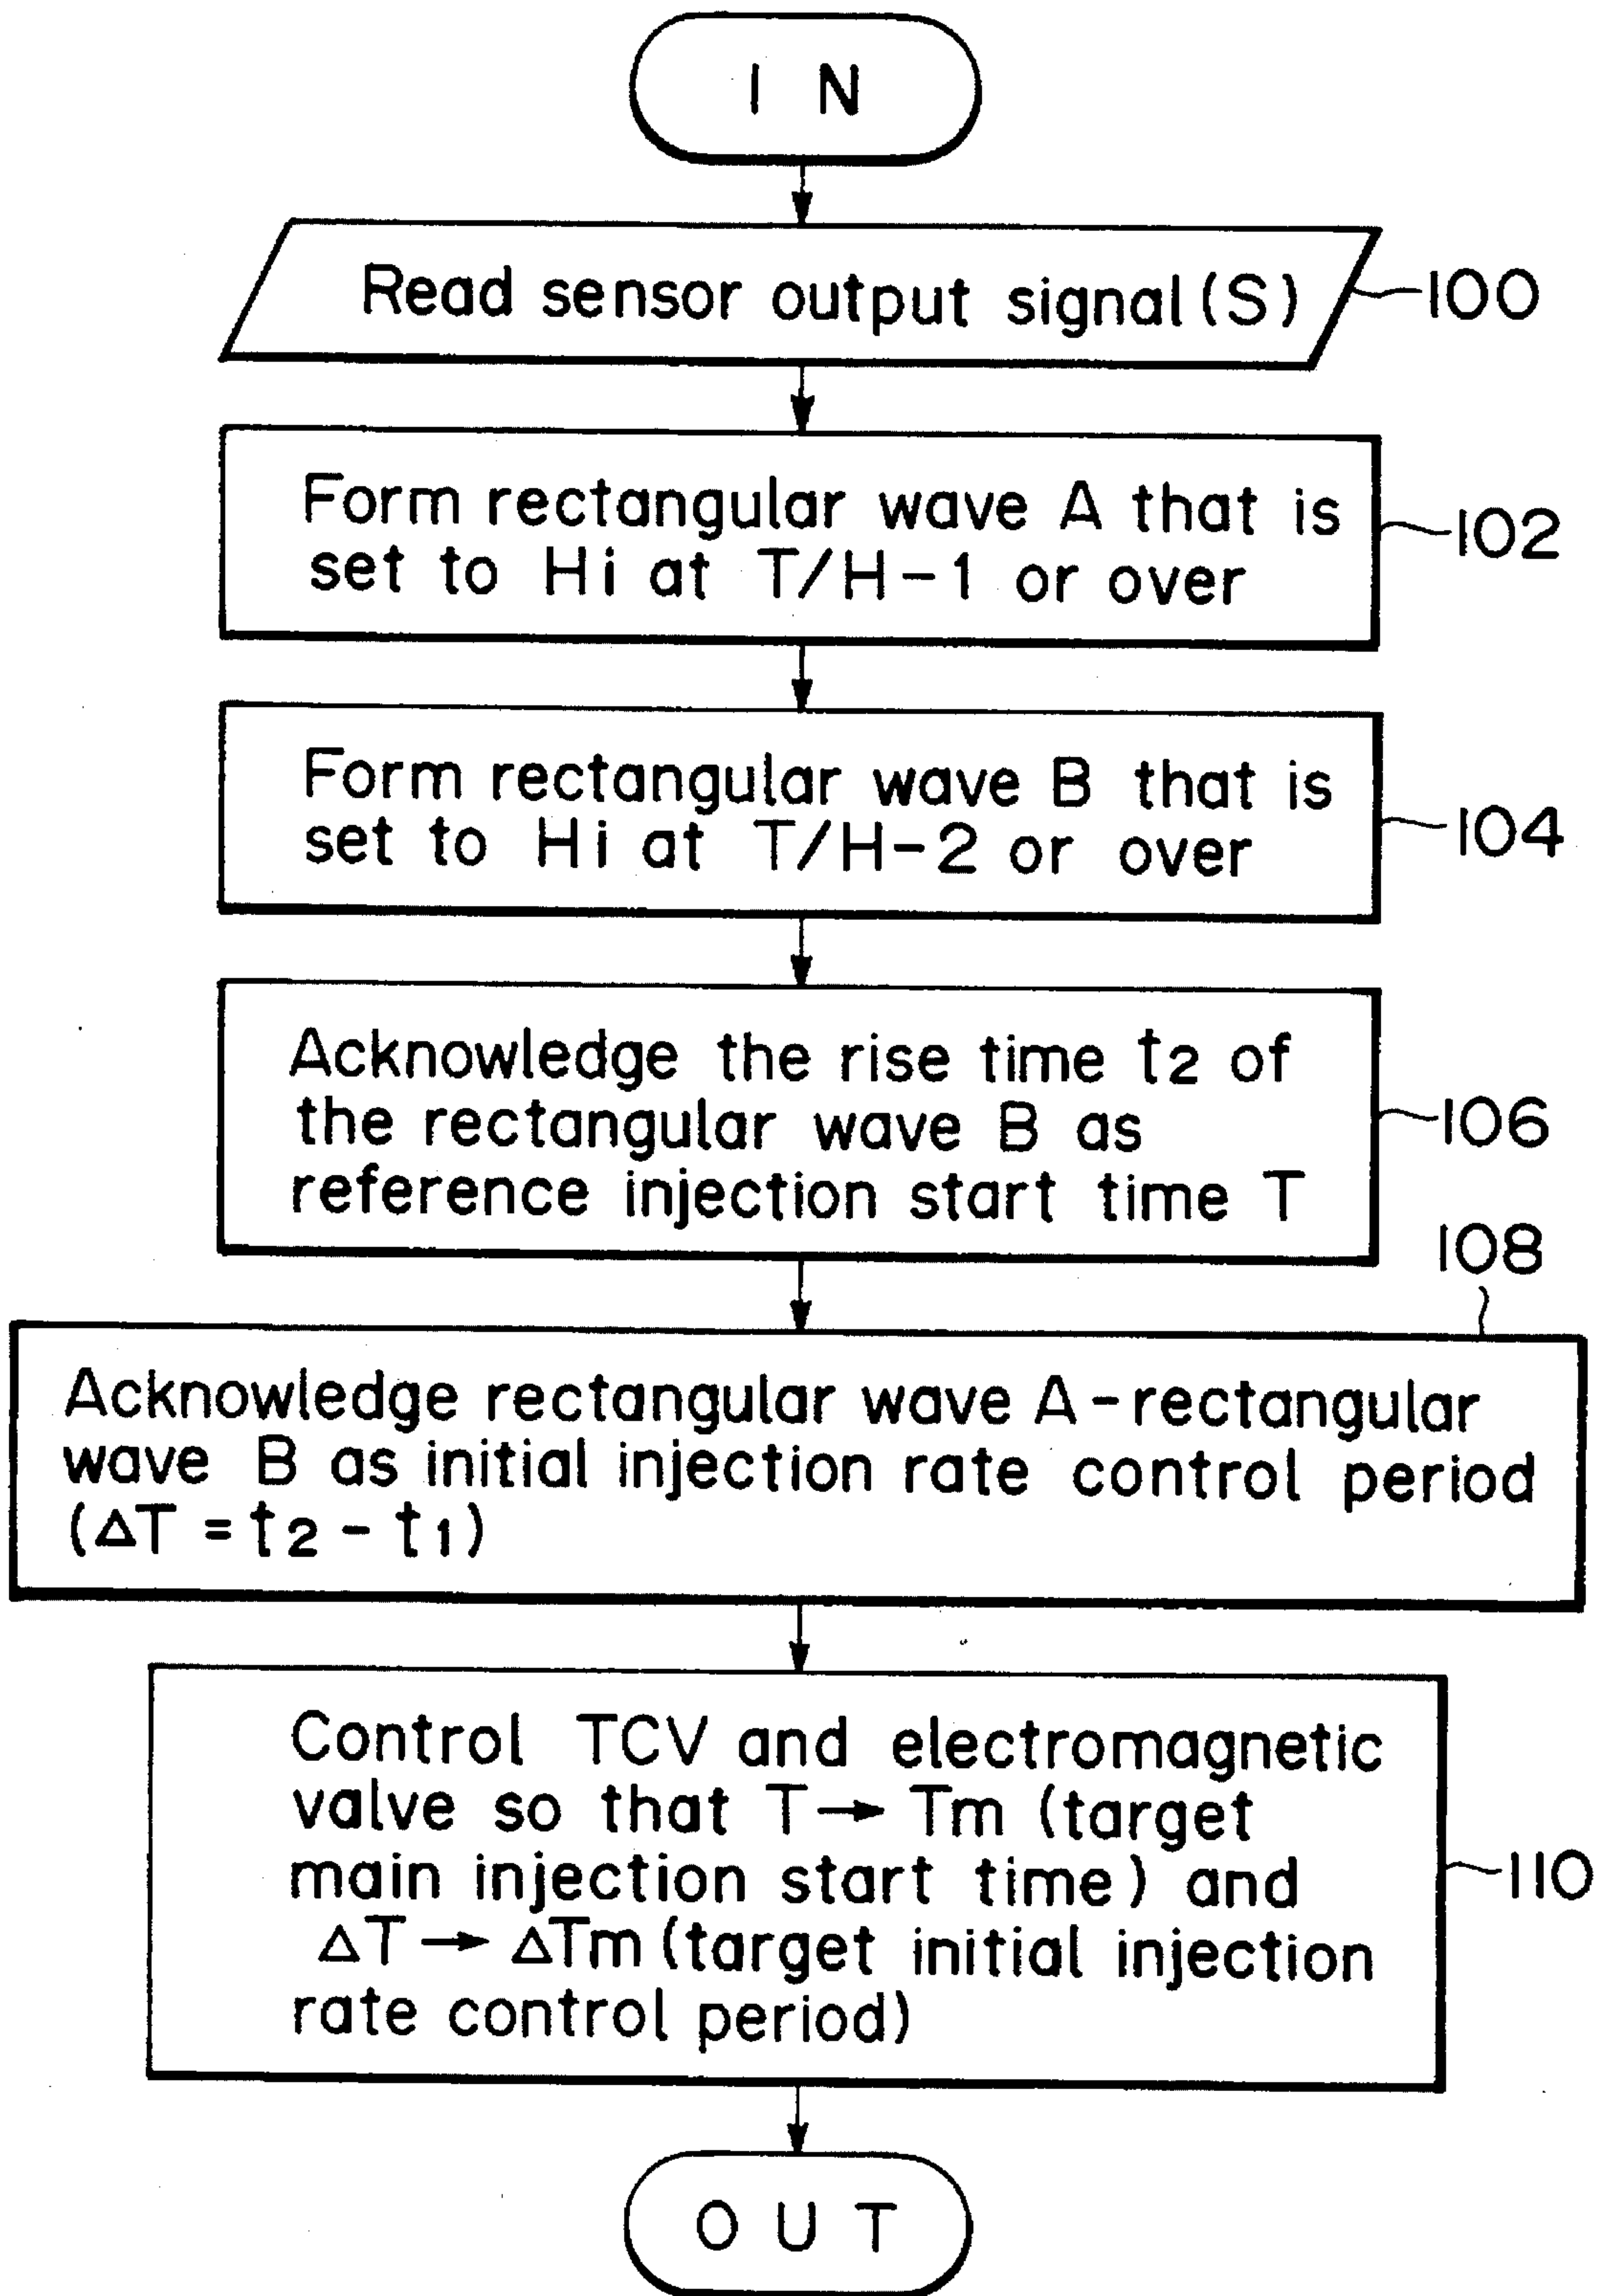 IN
Read sensor output signal(S)
100
Form rectangular wave A that is
set to Hi at T/H-1 or over
102
Form rectangular wave B that is
set to Hi at T/H-2 or over
104
Acknowledge the rise time t2 of
the rectangular wave B as
reference injection start time T
106
108
Acknowledge rectangular wave A-rectangular
wave B as initial injection rate control period
(ΔT = t2 - t1)
Control TCV and electromagnetic
valve so that T→Tm (target
main injection start time) and
ΔT→ΔTm (target initial injection
rate control period)
110
OUT